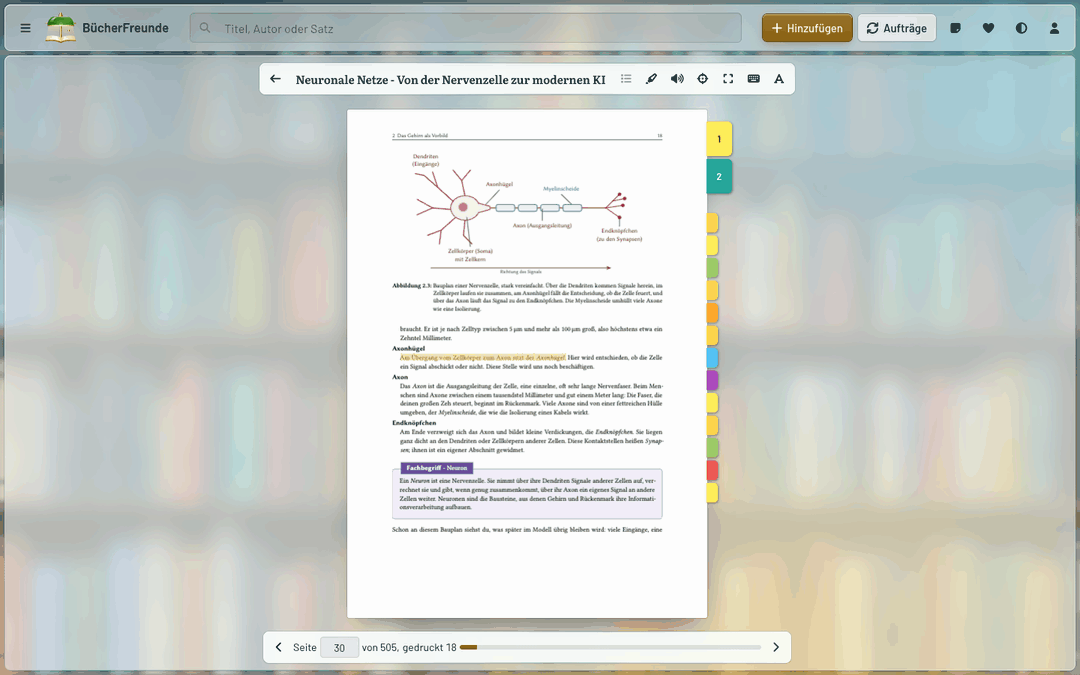 BücherFreunde
Titel, Autor oder Satz
Hinzufügen
Aufträge
Neuronale Netze - Von der Nervenzelle zur modernen KI
A
2 Das Gehirn als Vorbild
18
Dendriten
(Eingänge)
Axonhügel
Myelinscheide
Axon (Ausgangsleitung)
Endknöpfchen
(zu den Synapsen)
Zellkörper (Soma)
mit Zellkern
Richtung des Signals
Abbildung 2.3: Bauplan einer Nervenzelle, stark vereinfacht. Über die Dendriten kommen Signale herein, im
Zellkörper laufen sie zusammen, am Axonhügel fällt die Entscheidung, ob die Zelle feuert, und
über das Axon läuft das Signal zu den Endknöpfchen. Die Myelinscheide umhüllt viele Axone
wie eine Isolierung.
braucht. Er ist je nach Zelltyp zwischen 5 µm und mehr als 100 µm groß, also höchstens etwa ein
Zehntel Millimeter.
Axonhügel
Am Übergang vom Zellkörper zum Axon sitzt der Axonhügel. Hier wird entschieden, ob die Zelle
ein Signal abschickt oder nicht. Diese Stelle wird uns noch beschäftigen.
Axon
Das Axon ist die Ausgangsleitung der Zelle, eine einzelne, oft sehr lange Nervenfaser. Beim Men-
schen sind Axone zwischen einem tausendstel Millimeter und gut einem Meter lang: Die Faser, die
deinen großen Zeh steuert, beginnt im Rückenmark. Viele Axone sind von einer fettreichen Hülle
umgeben, der Myelinscheide, die wie die Isolierung eines Kabels wirkt.
Endknöpfchen
Am Ende verzweigt sich das Axon und bildet kleine Verdickungen, die Endknöpfchen. Sie liegen
ganz dicht an den Dendriten oder Zellkörpern anderer Zellen. Diese Kontaktstellen heißen Synap-
sen; ihnen ist ein eigener Abschnitt gewidmet.
Fachbegriff - Neuron
Ein Neuron ist eine Nervenzelle. Sie nimmt über ihre Dendriten Signale anderer Zellen auf, ver-
rechnet sie und gibt, wenn genug zusammenkommt, über ihr Axon ein eigenes Signal an andere
Zellen weiter. Neuronen sind die Bausteine, aus denen Gehirn und Rückenmark ihre Informati-
onsverarbeitung aufbauen.
Schon an diesem Bauplan siehst du, was später im Modell übrig bleiben wird: viele Eingänge, eine
1
2
Seite 30 von 505, gedruckt 18